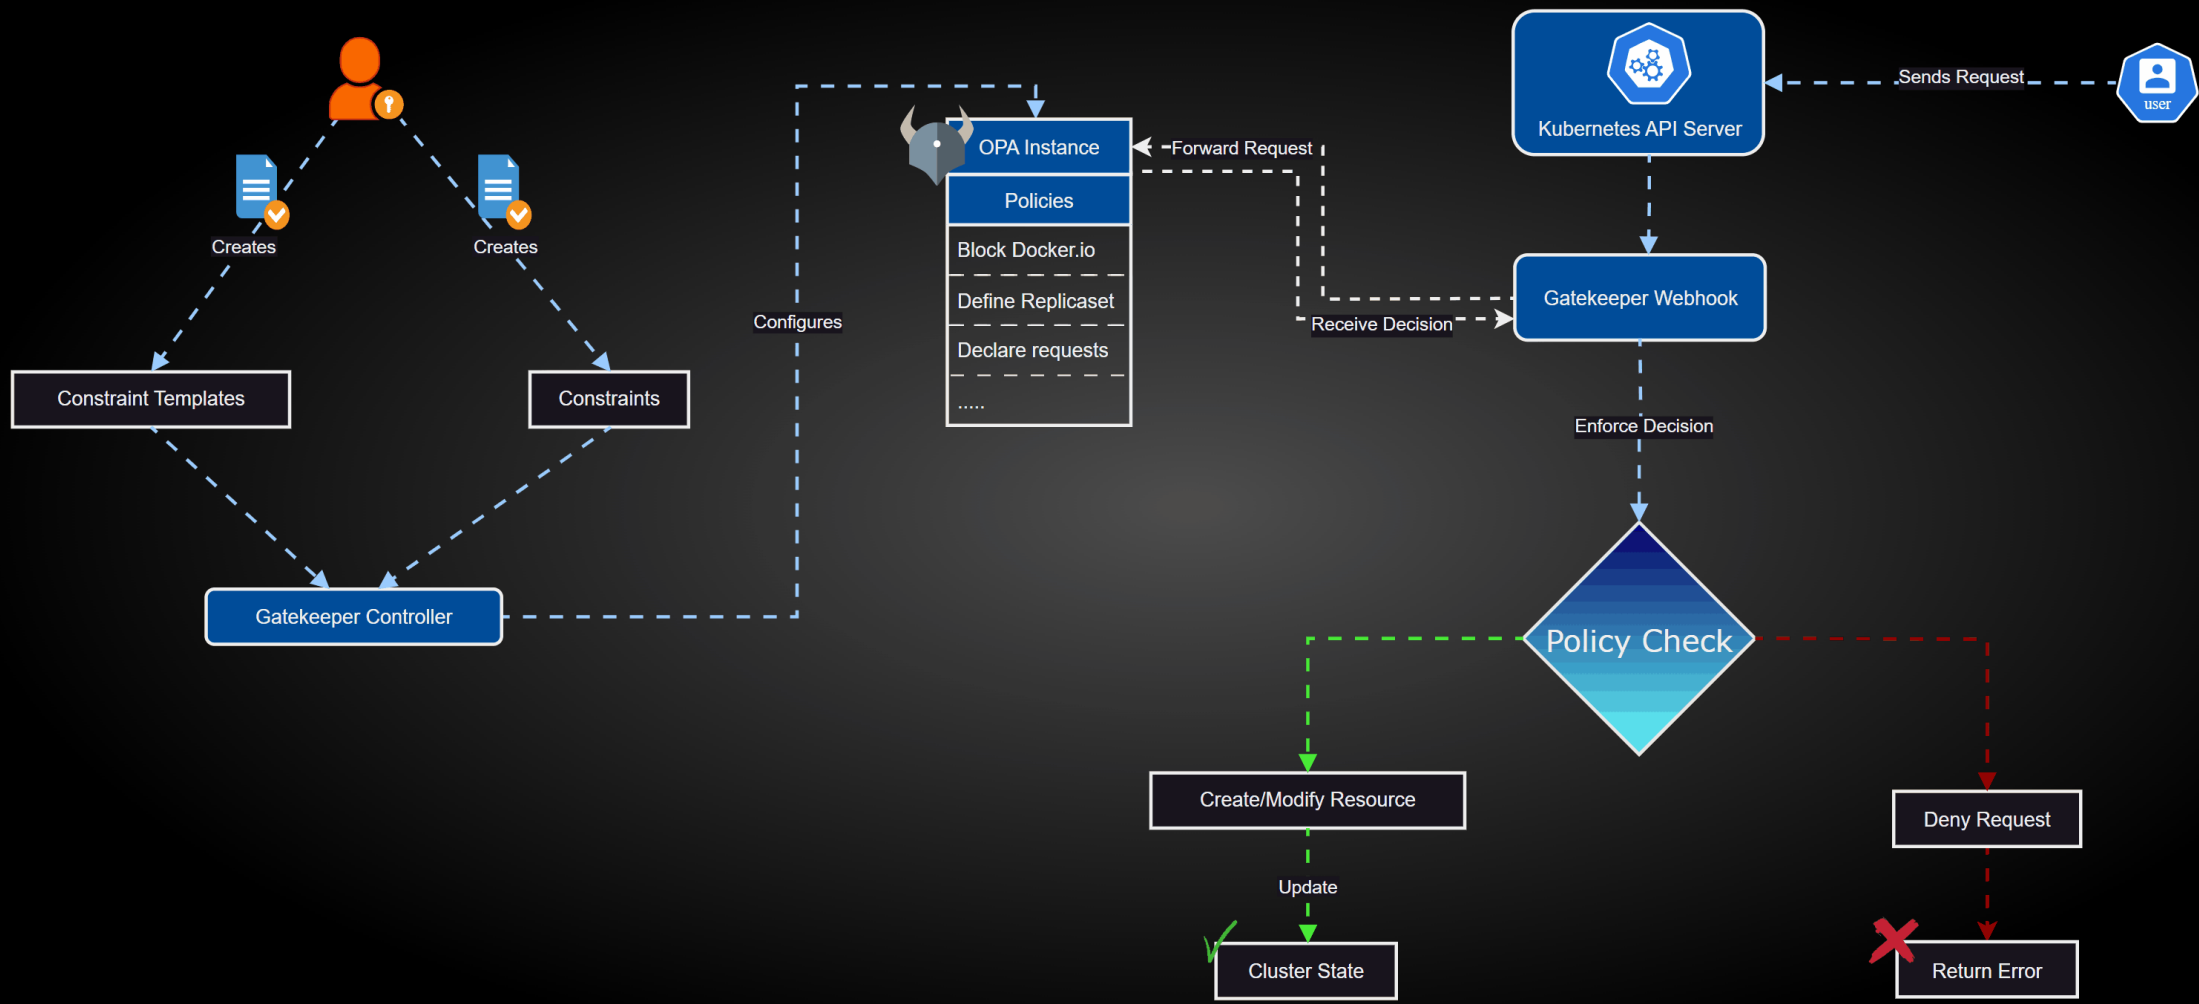 Kubernetes API Server
Sends Request
user
OPA Instance
Forward Request
Policies
Creates
Creates
Block Docker.io
Define Replicaset
Gatekeeper Webhook
Configures
Receive Decision
Declare requests
.....
Constraint Templates
Constraints
Enforce Decision
Gatekeeper Controller
Policy Check
Create/Modify Resource
Deny Request
Update
Cluster State
Return Error